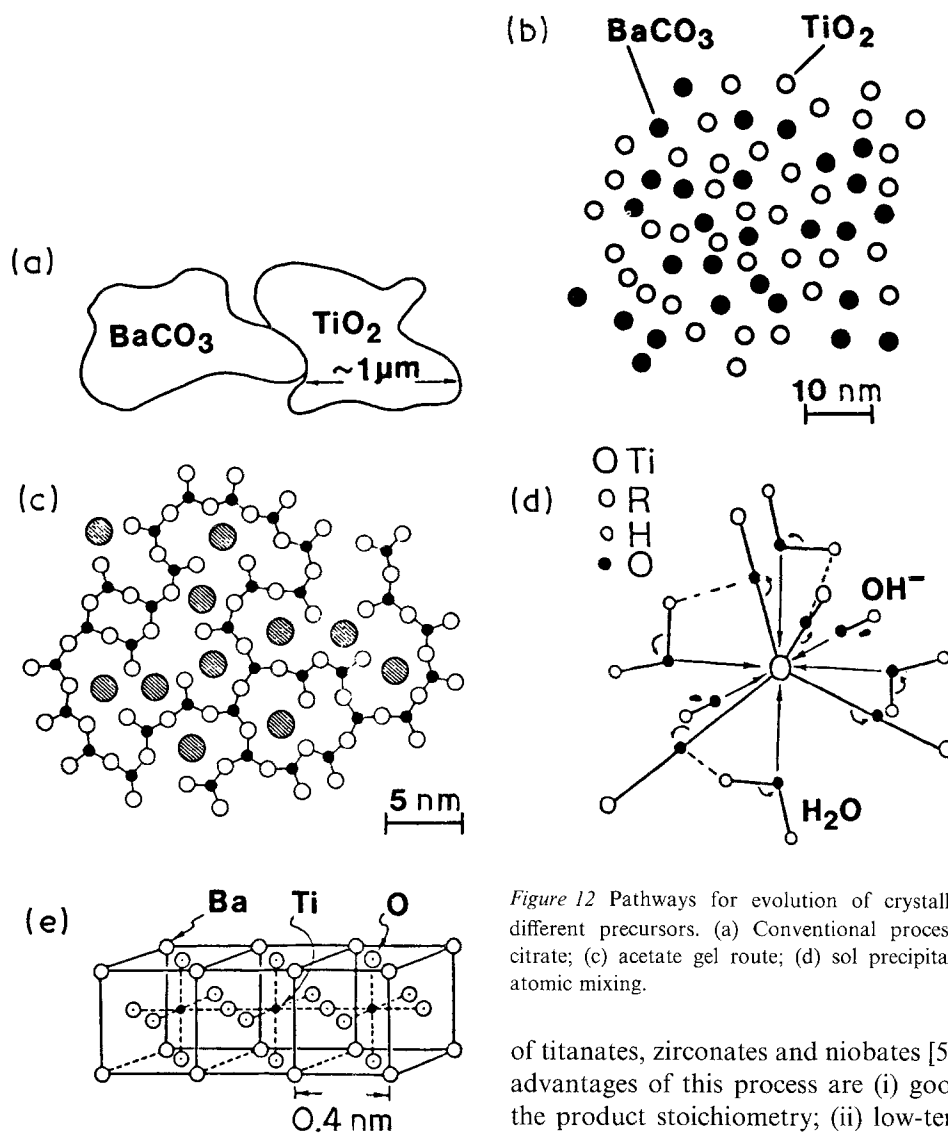 (b)
BaCO₃
TiO₂
10 nm
(a)
BaCO₃
TiO₂
~1μm
(c)
5 nm
(d)
Ti
R
H
O
OH⁻
H₂O
(e)
Ba
Ti
O
0.4 nm
Figure 12 Pathways for evolution of crystall
different precursors. (a) Conventional proces
citrate; (c) acetate gel route; (d) sol precipita
atomic mixing.
of titanates, zirconates and niobates [5
advantages of this process are (i) goo
the product stoichiometry; (ii) low-ter